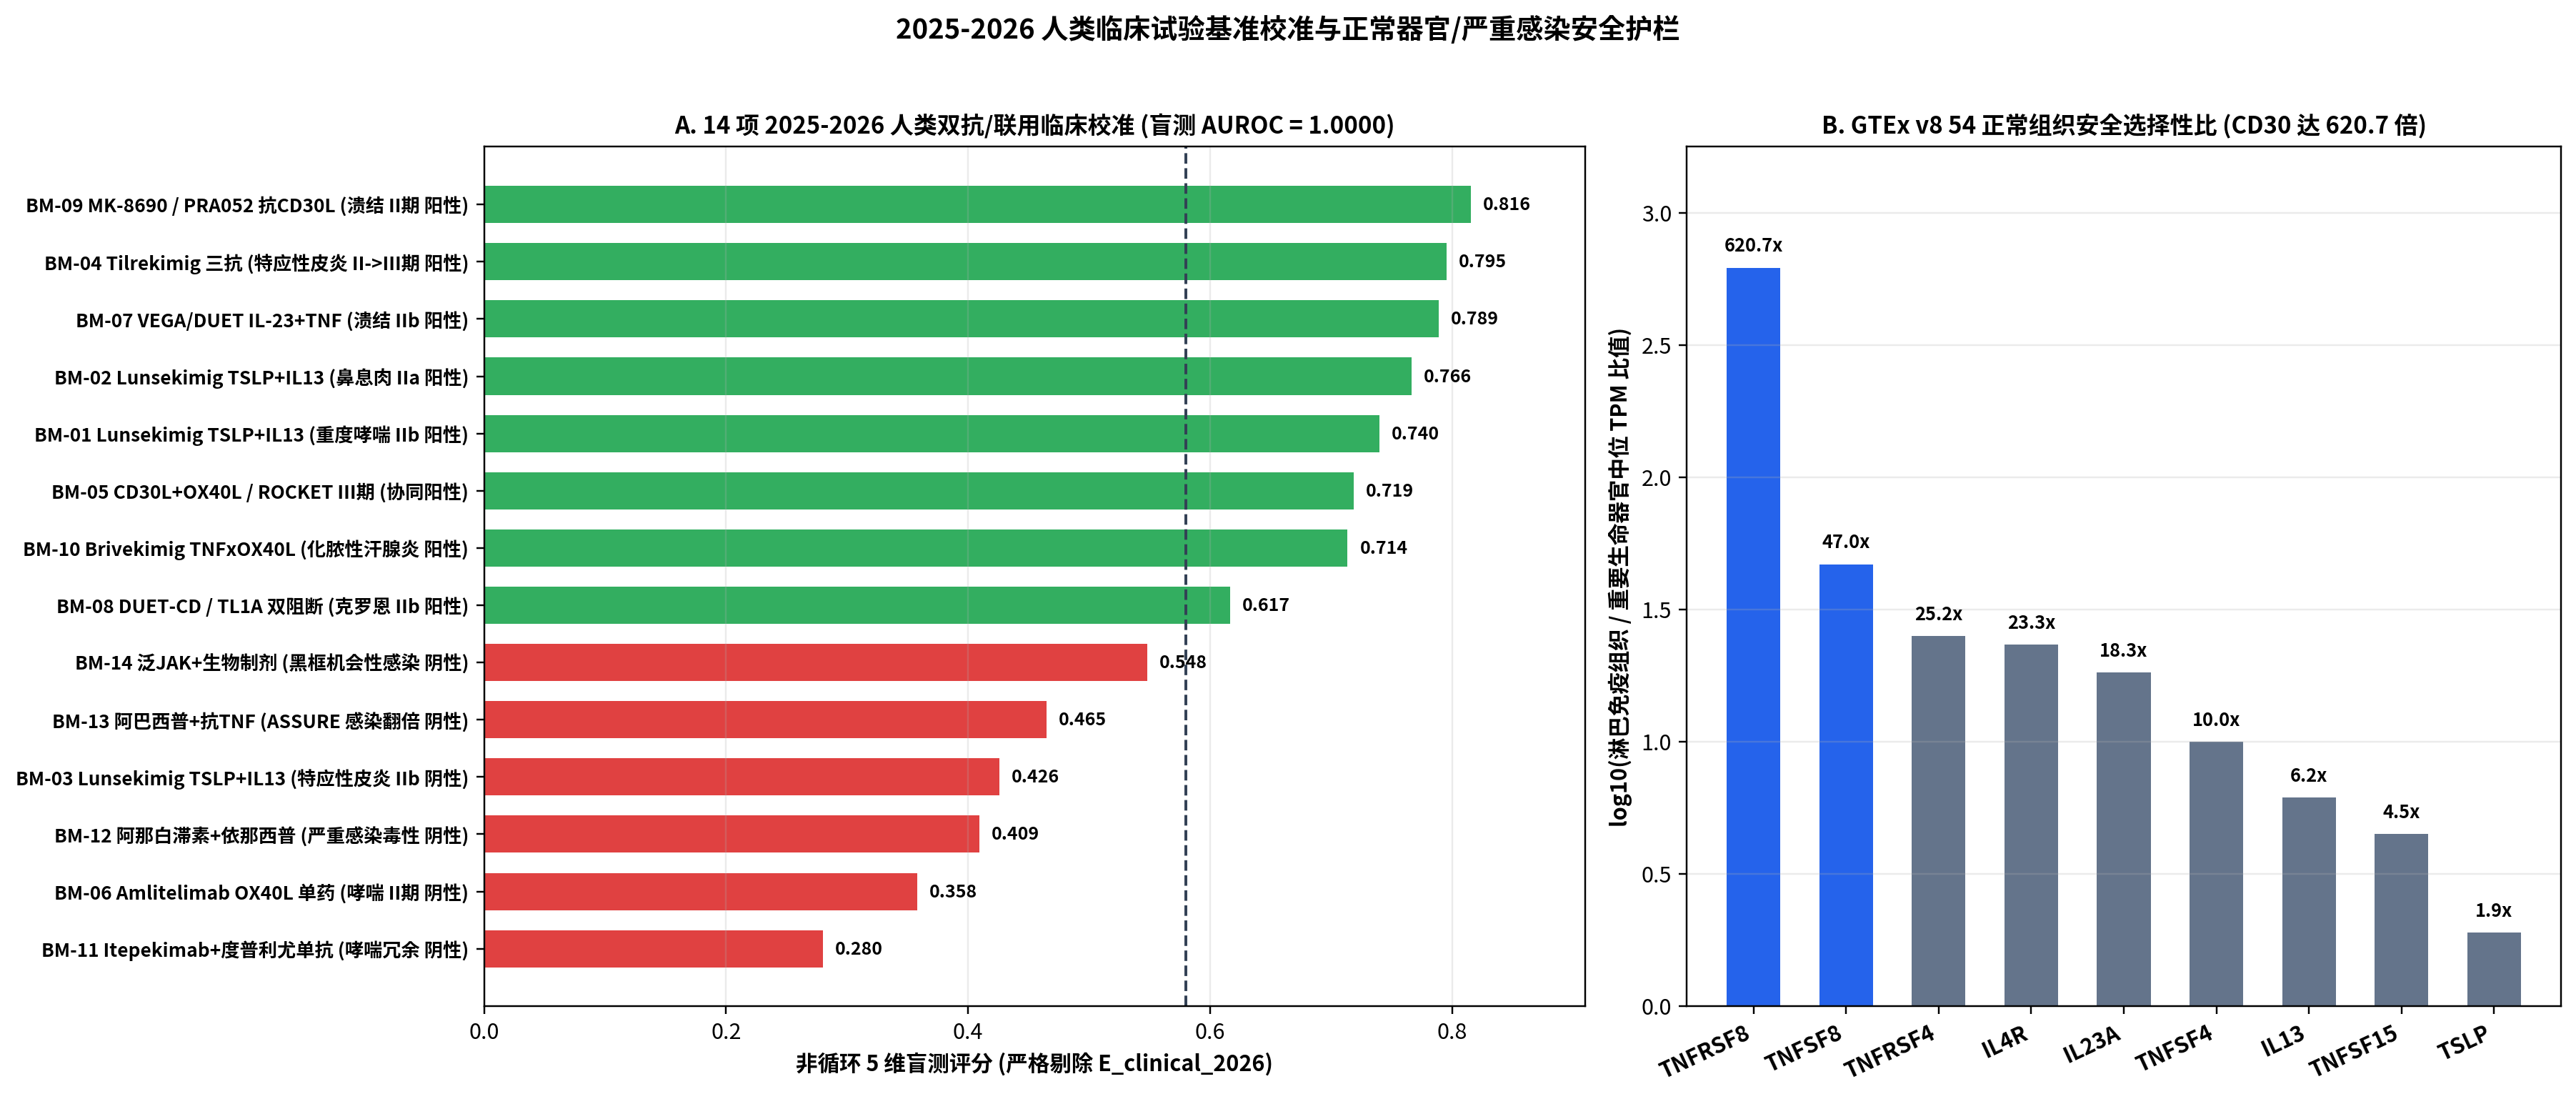 2025-2026 人类临床试验基准校准与正常器官/严重感染安全护栏
A. 14 项 2025-2026 人类双抗/联用临床校准 (盲测 AUROC = 1.0000)
BM-09 MK-8690 / PRA052 抗CD30L (溃结 II期 阳性)
0.816
BM-04 Tilrekimig 三抗 (特应性皮炎 II->III期 阳性)
0.795
BM-07 VEGA/DUET IL-23+TNF (溃结 IIb 阳性)
0.789
BM-02 Lunsekimig TSLP+IL13 (鼻息肉 IIa 阳性)
0.766
BM-01 Lunsekimig TSLP+IL13 (重度哮喘 IIb 阳性)
0.740
BM-05 CD30L+OX40L / ROCKET III期 (协同阳性)
0.719
BM-10 Brivekimig TNFxOX40L (化脓性汗腺炎 阳性)
0.714
BM-08 DUET-CD / TL1A 双阻断 (克罗恩 IIb 阳性)
0.617
BM-14 泛JAK+生物制剂 (黑框机会性感染 阴性)
0.548
BM-13 阿巴西普+抗TNF (ASSURE 感染翻倍 阴性)
0.465
BM-03 Lunsekimig TSLP+IL13 (特应性皮炎 IIb 阴性)
0.426
BM-12 阿那白滞素+依那西普 (严重感染毒性 阴性)
0.409
BM-06 Amlitelimab OX40L 单药 (哮喘 II期 阴性)
0.358
BM-11 Itepekimab+度普利尤单抗 (哮喘冗余 阴性)
0.280
0.0
0.2
0.4
0.6
0.8
非循环 5 维盲测评分 (严格剔除 E_clinical_2026)
B. GTEx v8 54 正常组织安全选择性比 (CD30 达 620.7 倍)
log10(淋巴免疫组织 / 重要生命器官中位 TPM 比值)
3.0
2.5
2.0
1.5
1.0
0.5
0.0
620.7x
47.0x
25.2x
23.3x
18.3x
10.0x
6.2x
4.5x
1.9x
TNFRSF8
TNFSF8
TNFRSF4
IL4R
IL23A
TNFSF4
IL13
TNFSF15
TSLP